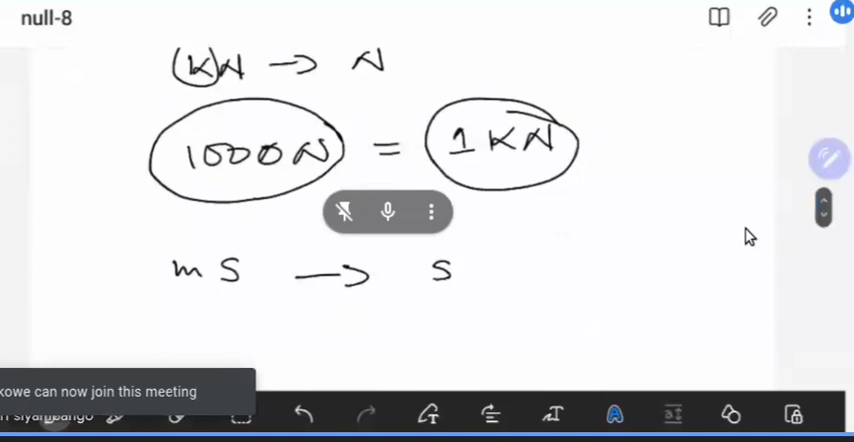 null-8
(K)N → N
1000N = 1KN
mS → S
kowe can now join this meeting